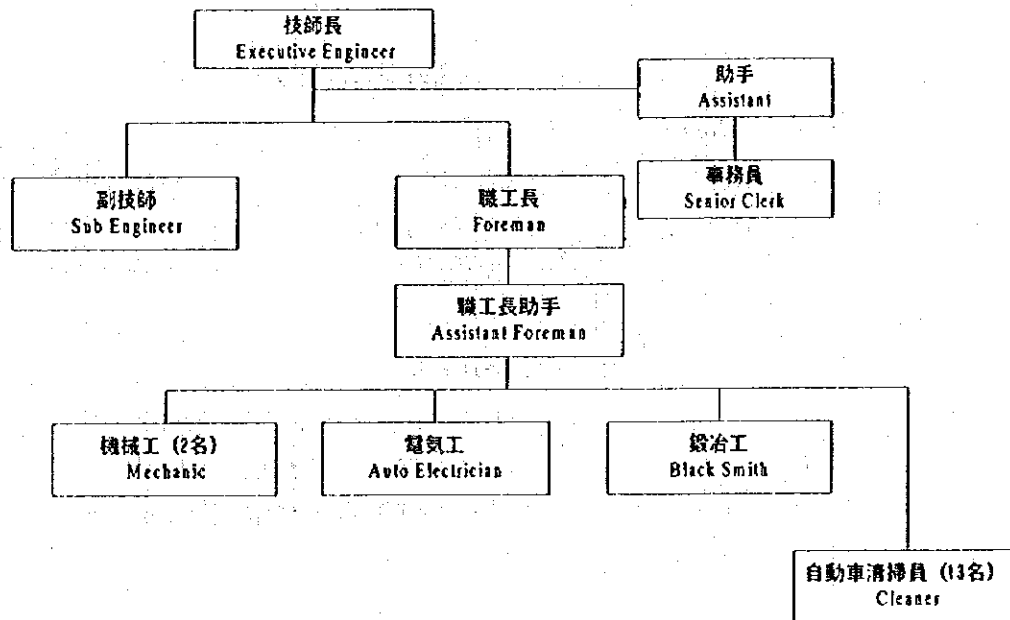 技師長
Executive Engineer
助手
Assistant
事務員
Senior Clerk
副技師
Sub Engineer
職工長
Foreman
職工長助手
Assistant Foreman
機械工 (2名)
Mechanic
電気工
Auto Electrician
鍛冶工
Black Smith
自動車清掃員 (13名)
Cleaner